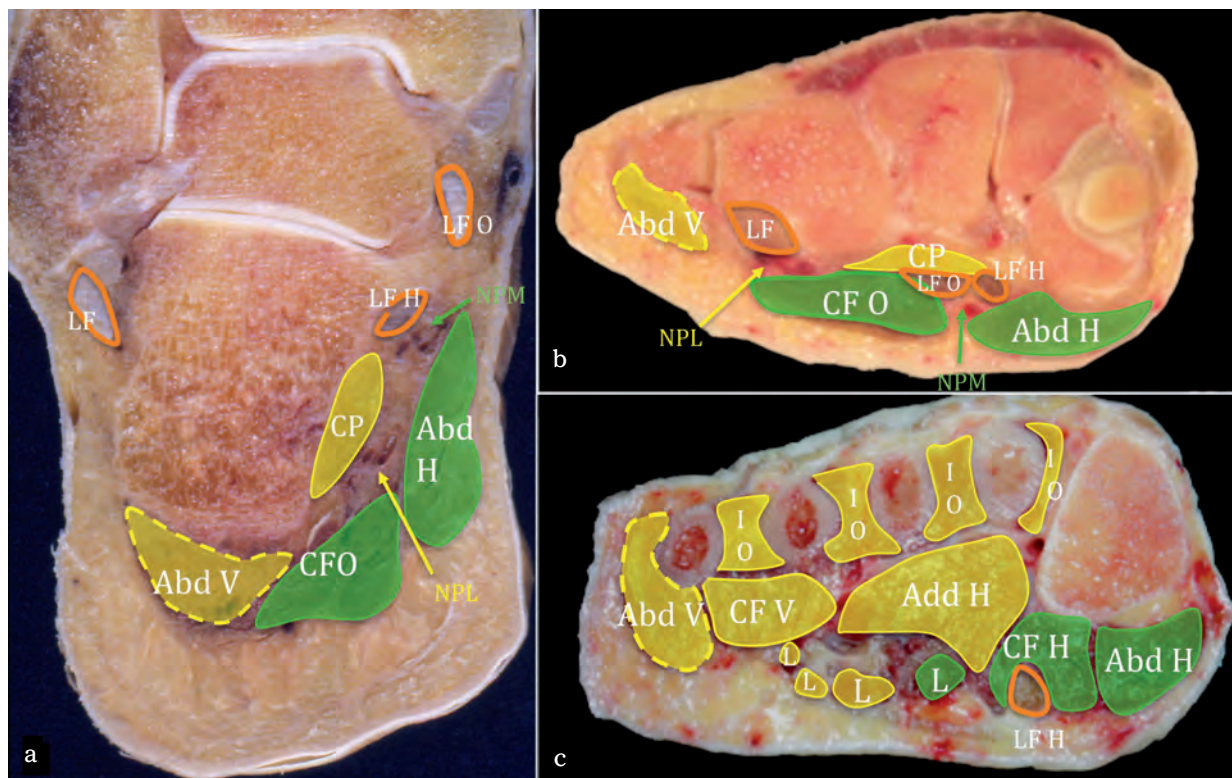 LF O
LF
LF H
NPM
CP
Abd
H
Abd V
CFO
NPL
a
Abd V
LF
CP
LF O
LF H
CF O
Abd H
NPL
NPM
b
I
O
I
O
I
O
I
O
Abd V
CF V
Add H
CF H
Abd H
L
L
L
L
LF H
c